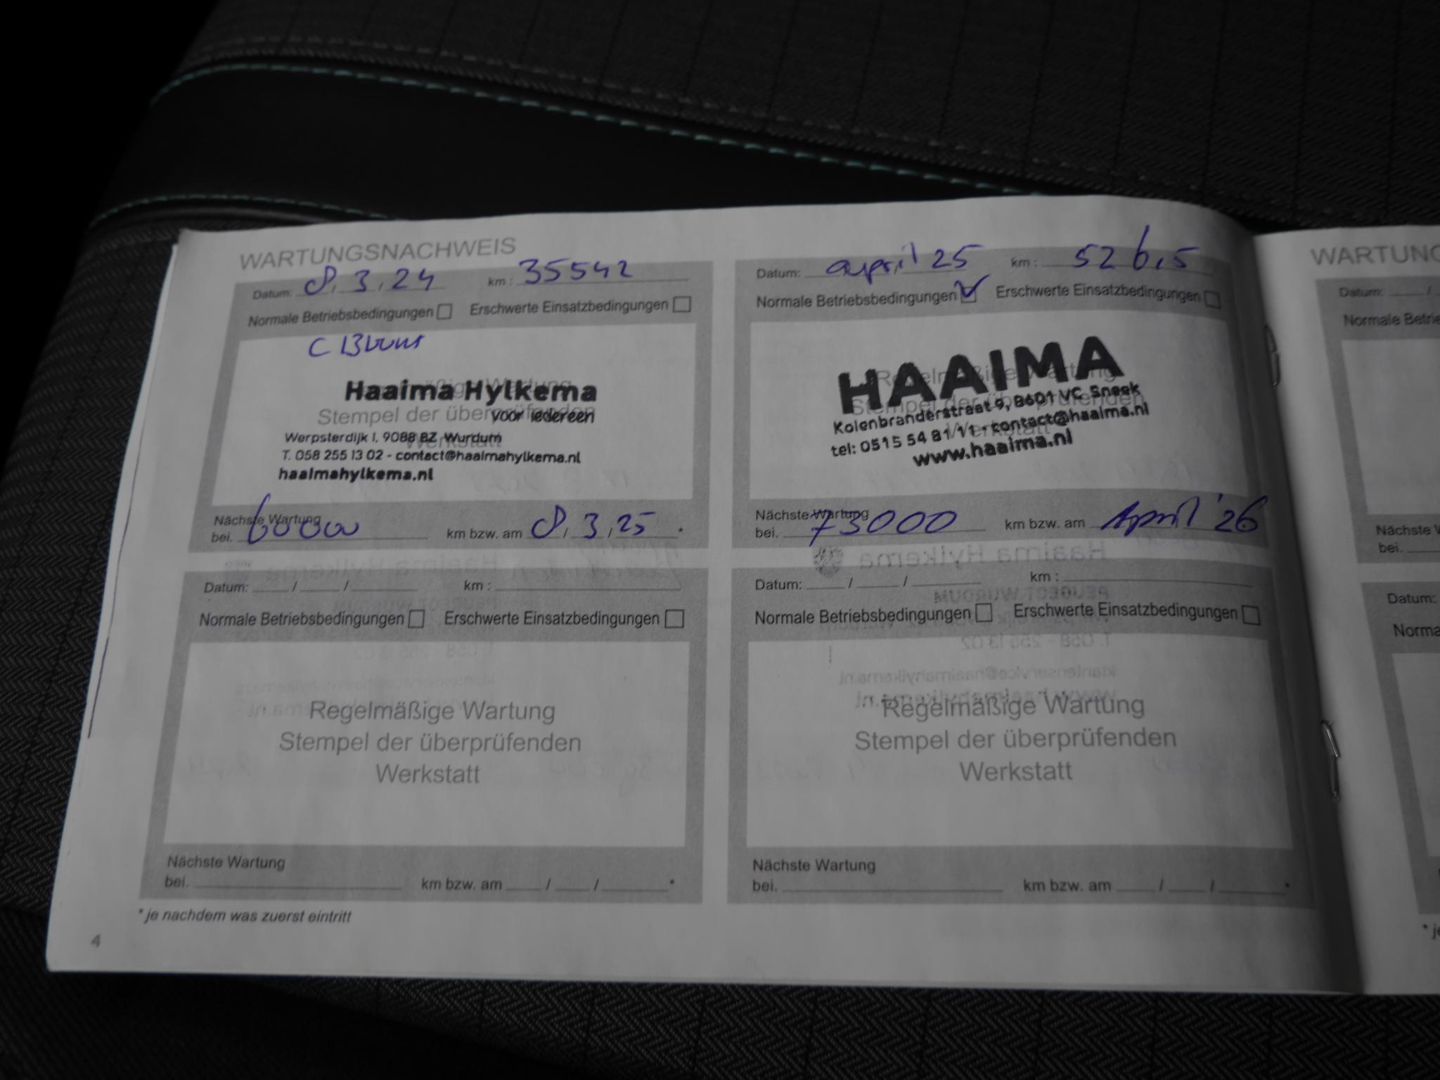 WARTUNGSNACHWEIS
Datum: 8.3.24 km: 35542
Normale Betriebsbedingungen Erschwerte Einsatzbedingungen
Haaima Hylkema
voor iedereen
Stempel der überprüfenden
Werpsterdijk 1, 9088 BZ Wurdum
T. 058 255 13 02 - contact@haaimahylkema.nl
haaimahylkema.nl
Nächste Wartung
bei. 60000 km bzw. am 8.3.25 *
Datum: april 25 km:
Normale Betriebsbedingungen Erschwerte Einsatzbedingungen
HAAIMA
Kolenbranderstraat 9, 8601 VC Sneek
tel: 0515 54 81 11 - contact@haaima.nl
www.haaima.nl
Nächste Wartung
bei. 73000 km bzw. am April '26
Datum: / / km :
Normale Betriebsbedingungen Erschwerte Einsatzbedingungen
Regelmäßige Wartung
Stempel der überprüfenden
Werkstatt
Nächste Wartung
bei. km bzw. am / / *
Datum: / / km :
Normale Betriebsbedingungen Erschwerte Einsatzbedingungen
Regelmäßige Wartung
Stempel der überprüfenden
Werkstatt
Nächste Wartung
bei. km bzw. am / / *
* je nachdem was zuerst eintritt
4
WARTUNG
Datum: /
Normale
Nächste W
bei.
Datum:
Norma